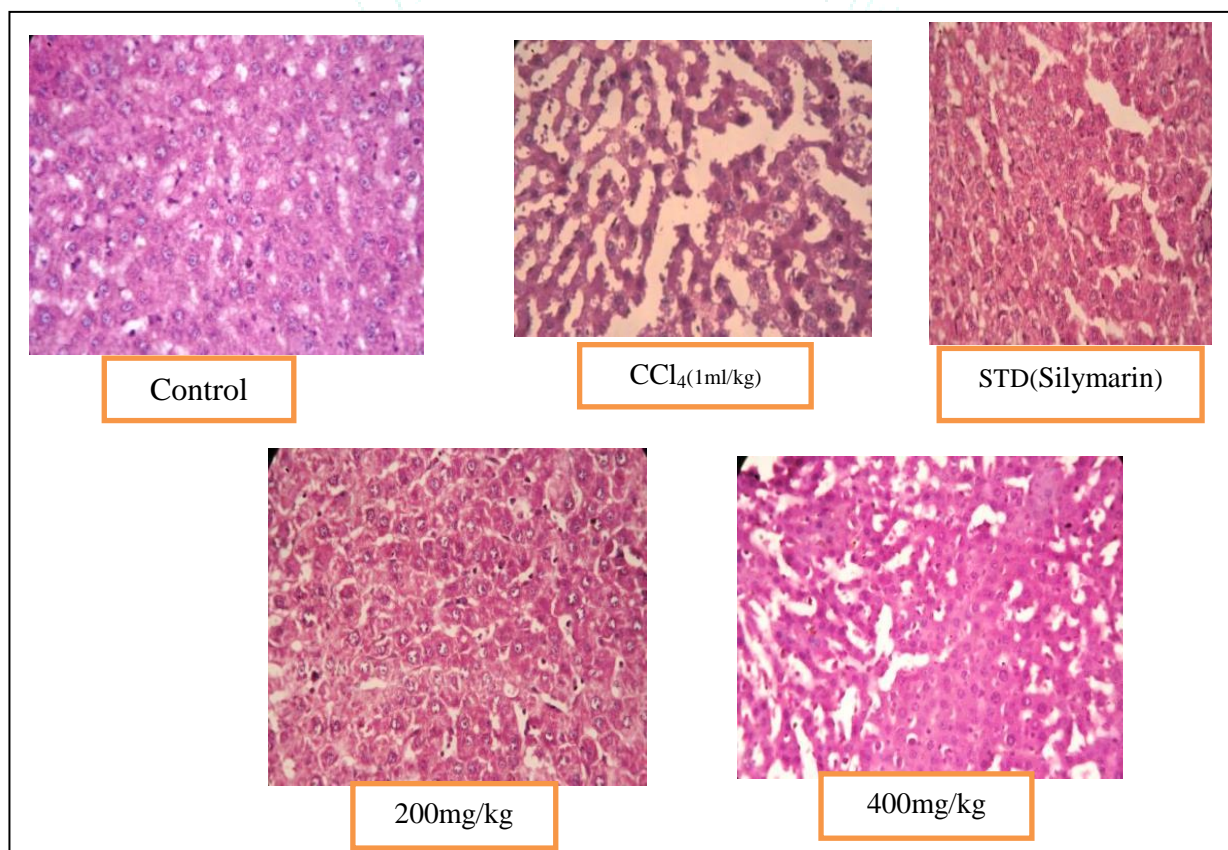 Control
CCl₄(1ml/kg)
STD(Silymarin)
200mg/kg
400mg/kg